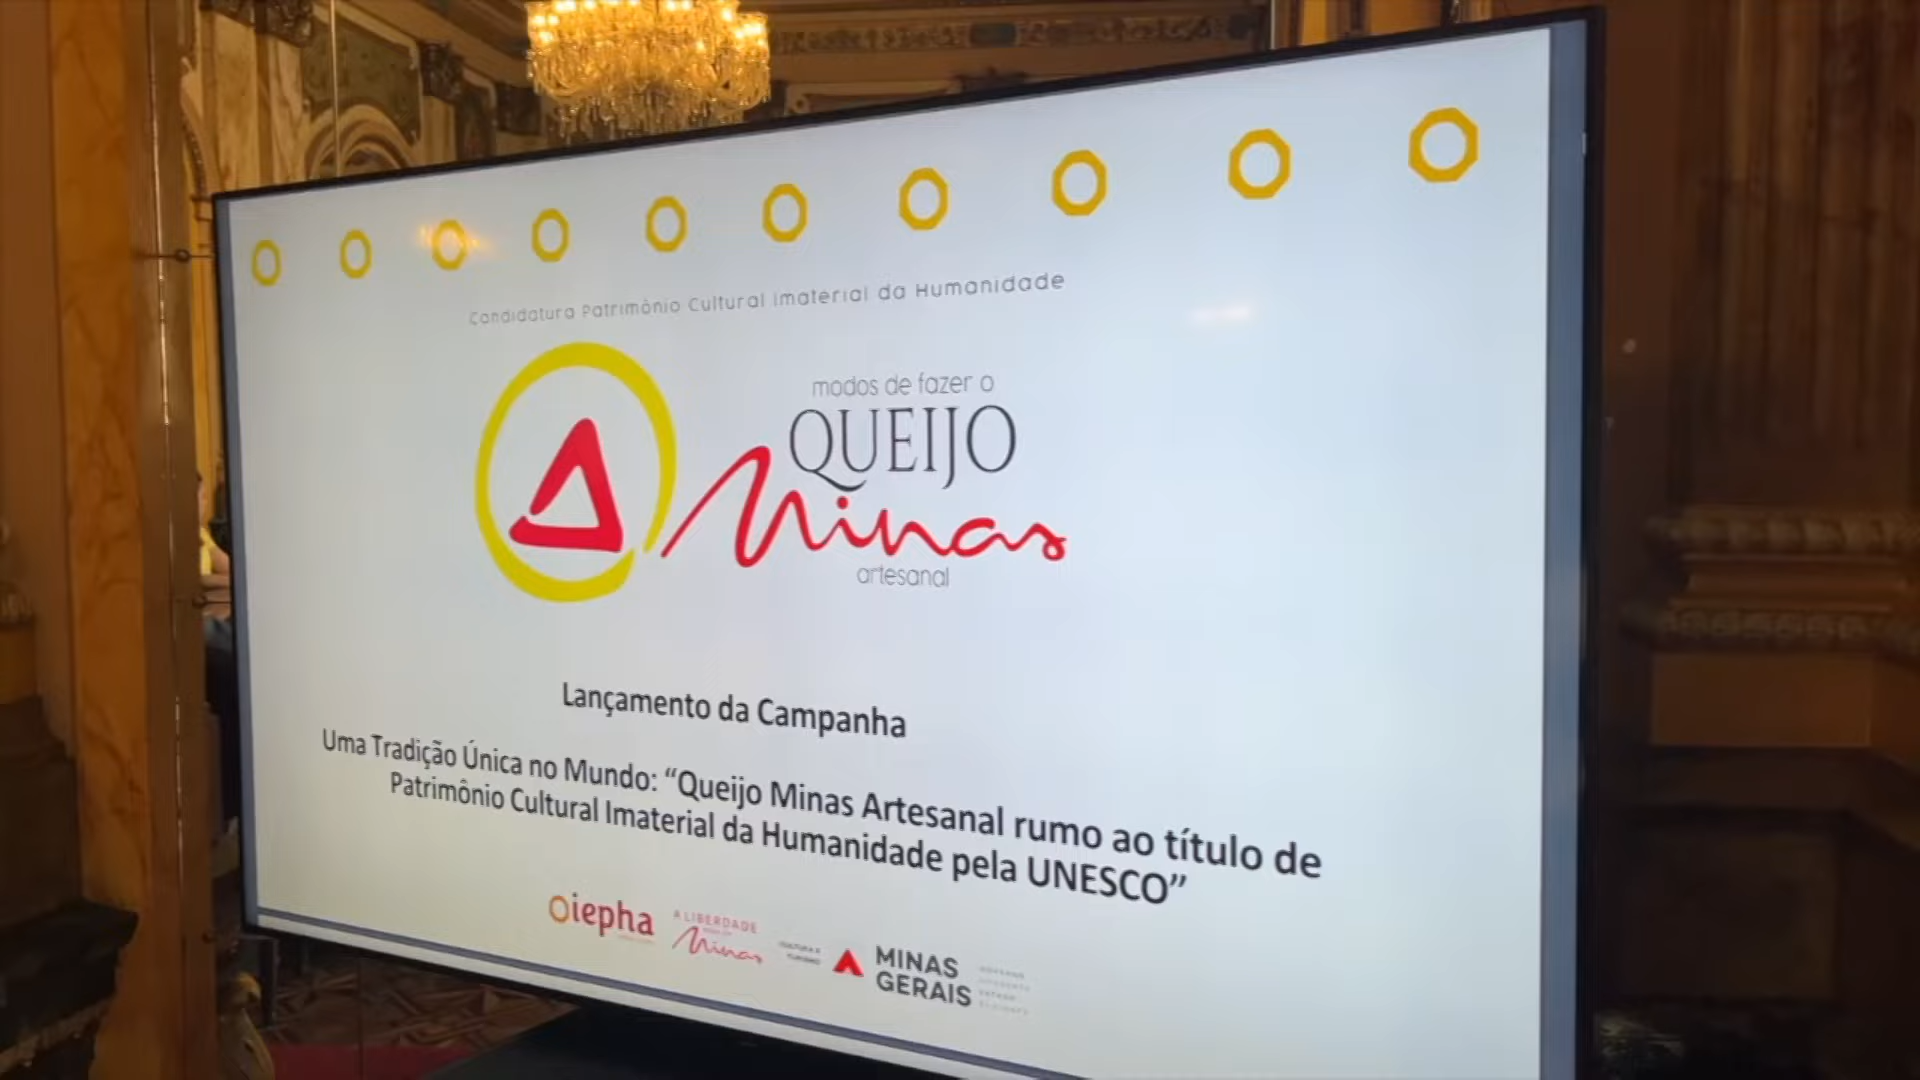 Candidatura Patrimônio Cultural Imaterial da Humanidade
modos de fazer o
QUEIJO
Minas
artesanal
Lançamento da Campanha
Uma Tradição Única no Mundo: “Queijo Minas Artesanal rumo ao título de
Patrimônio Cultural Imaterial da Humanidade pela UNESCO”
iepha
A LIBERDADE
Minas
CULTURA E
TURISMO
MINAS
GERAIS